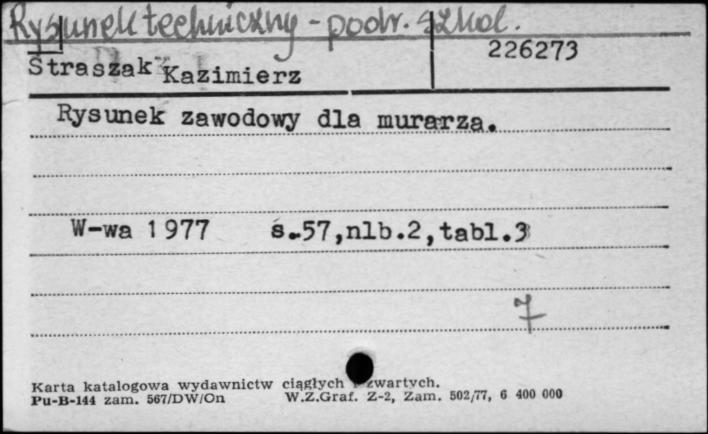 Rysunek techniczny - podr. szkol.
226273
Straszak Kazimierz
Rysunek zawodowy dla murarza.
W-wa 1977 s.57,nlb.2,tabl.3
7
Karta katalogowa wydawnictw ciągłych i zwartych.
Pu-B-144 zam. 567/DW/On W.Z.Graf. Z-2, Zam. 502/77, 6 400 000